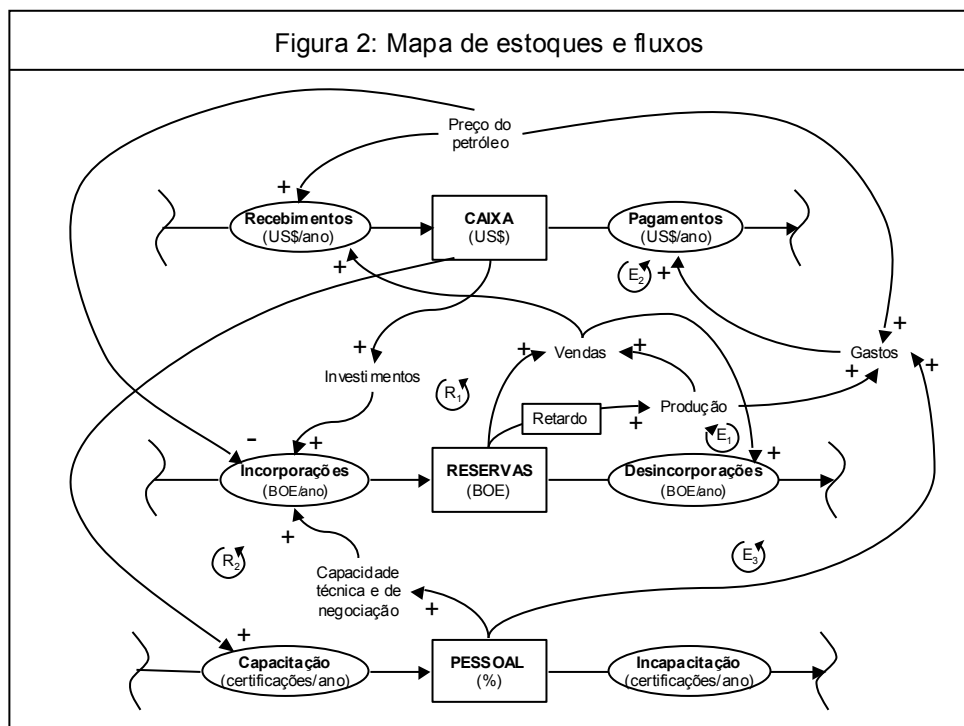 Figura 2: Mapa de estoques e fluxos
Preço do
petróleo
+
Recebimentos
(US$/ano)
CAIXA
(US$)
Pagamentos
(US$/ano)
+
E2
+
+
+
Vendas
+
+
Gastos
+
+
Investimentos
R1
Retardo
+
Produção
E1
-
+
+
Incorporações
(BOE/ano)
RESERVAS
(BOE)
Desincorporações
(BOE/ano)
+
R2
E3
Capacidade
técnica e de
negociação
+
+
Capacitação
(certificações/ano)
PESSOAL
(%)
Incapacitação
(certificações/ano)